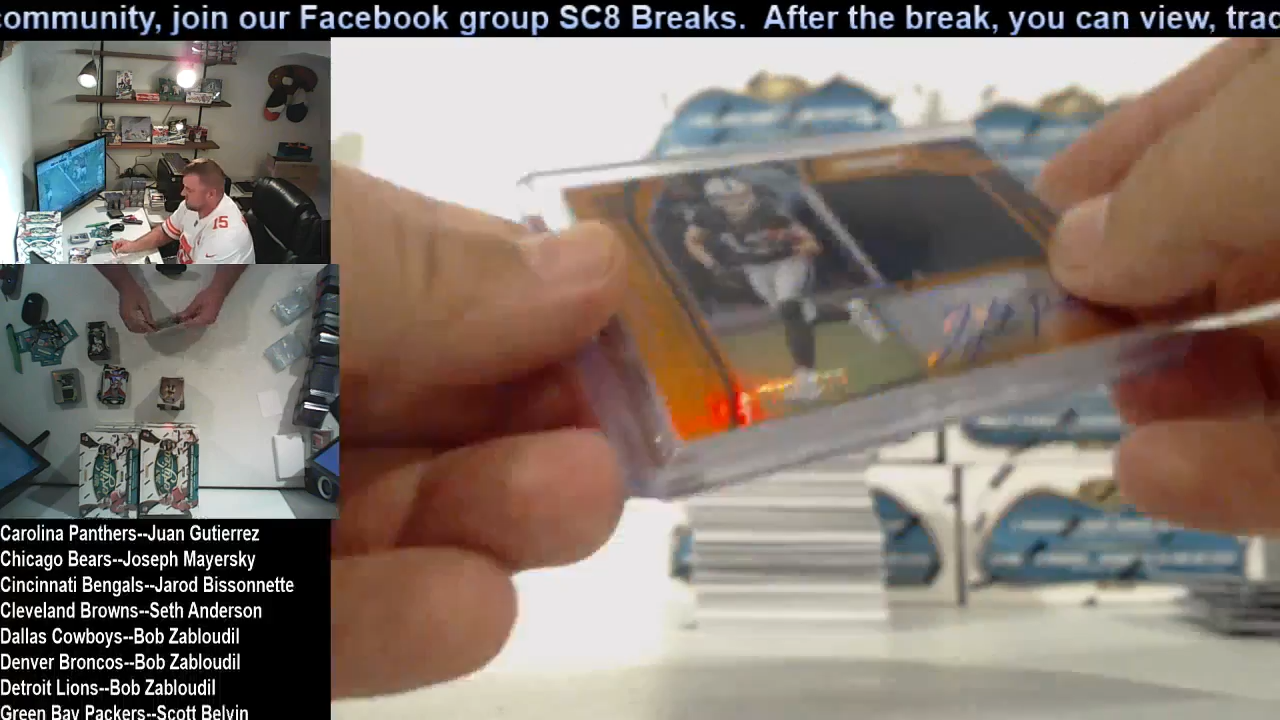 community, join our Facebook group SC8 Breaks.  After the break, you can view, trad
15
Carolina Panthers--Juan Gutierrez
Chicago Bears--Joseph Mayersky
Cincinnati Bengals--Jarod Bissonnette
Cleveland Browns--Seth Anderson
Dallas Cowboys--Bob Zabloudil
Denver Broncos--Bob Zabloudil
Detroit Lions--Bob Zabloudil
Green Bay Packers--Scott Belvin